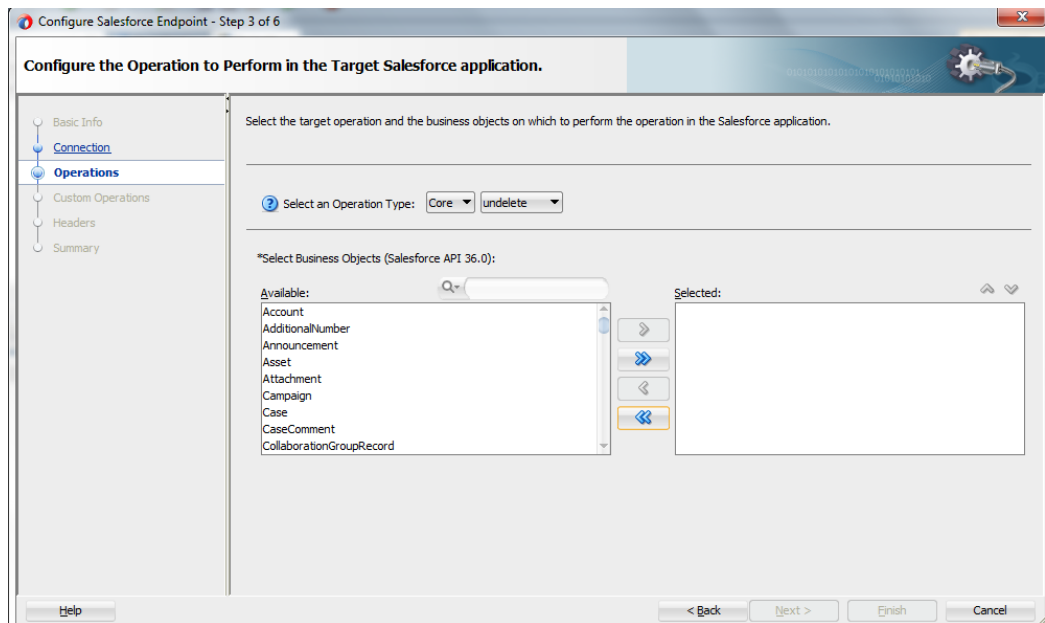 Configure Salesforce Endpoint - Step 3 of 6
Configure the Operation to Perform in the Target Salesforce application.
Basic Info
Connection
Operations
Custom Operations
Headers
Summary
Select the target operation and the business objects on which to perform the operation in the Salesforce application.
Select an Operation Type: Core undelete
*Select Business Objects (Salesforce API 36.0):
Available:
Selected:
Account
AdditionalNumber
Announcement
Asset
Attachment
Campaign
Case
CaseComment
CollaborationGroupRecord
Help
< Back
Next >
Finish
Cancel